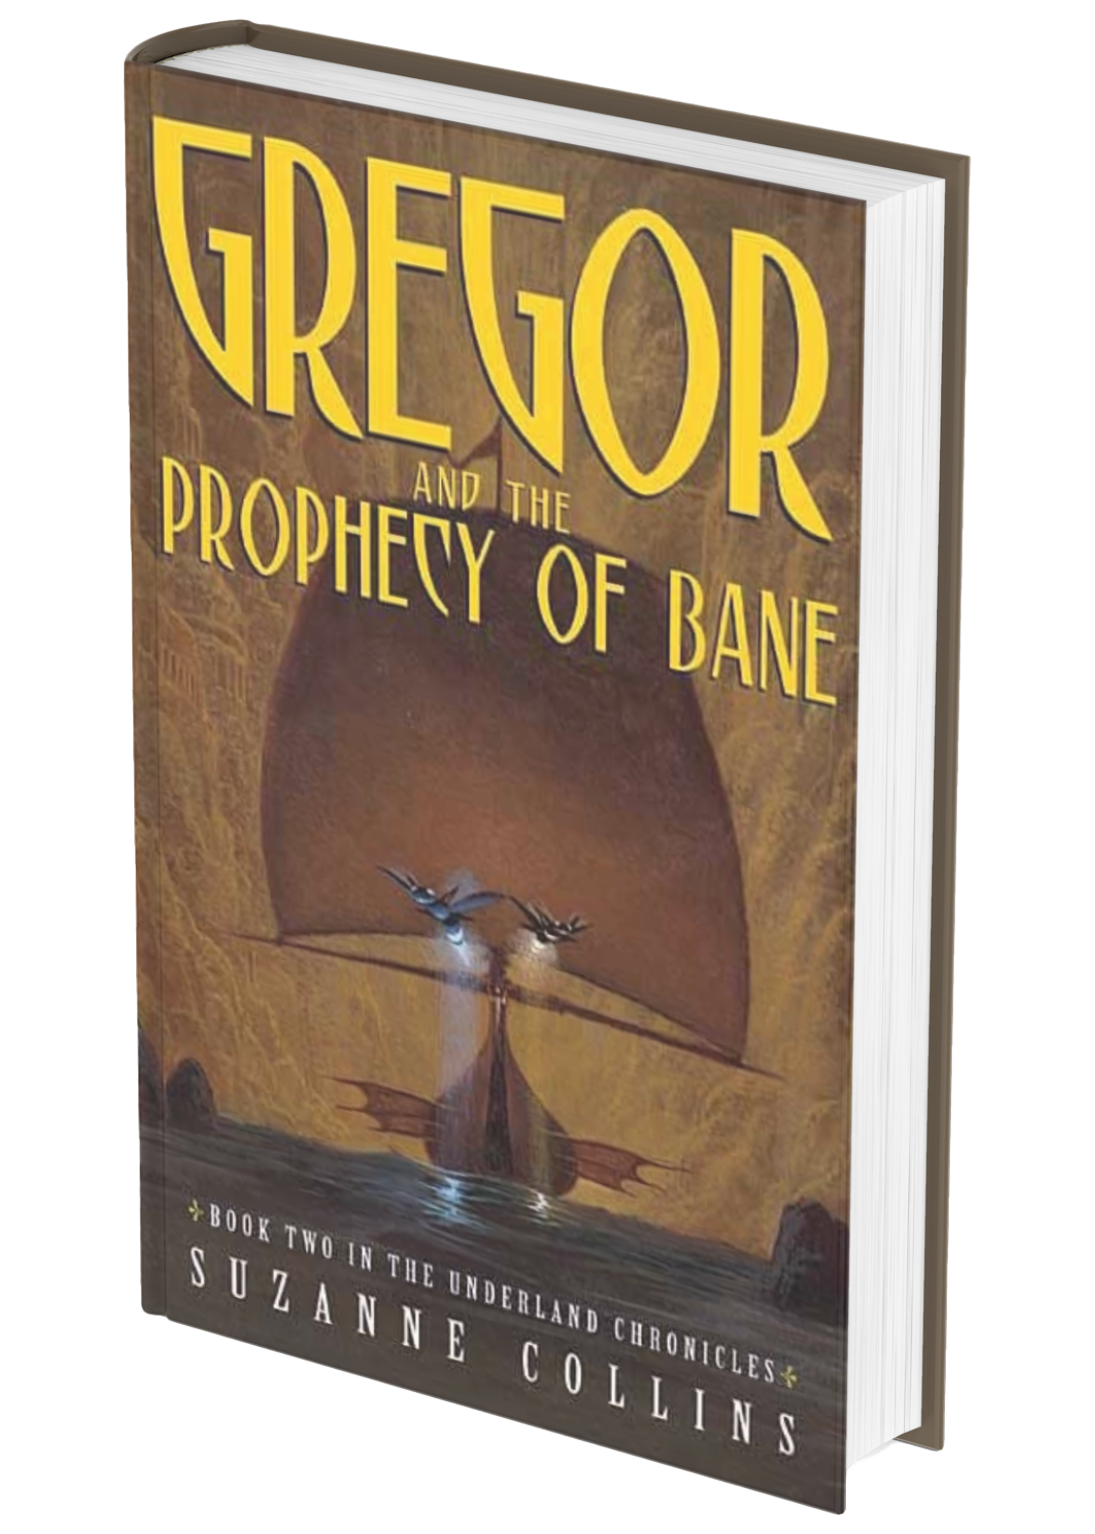 GREGOR
AND THE
PROPHECY OF BANE
BOOK TWO IN THE UNDERLAND CHRONICLES
SUZANNE COLLINS